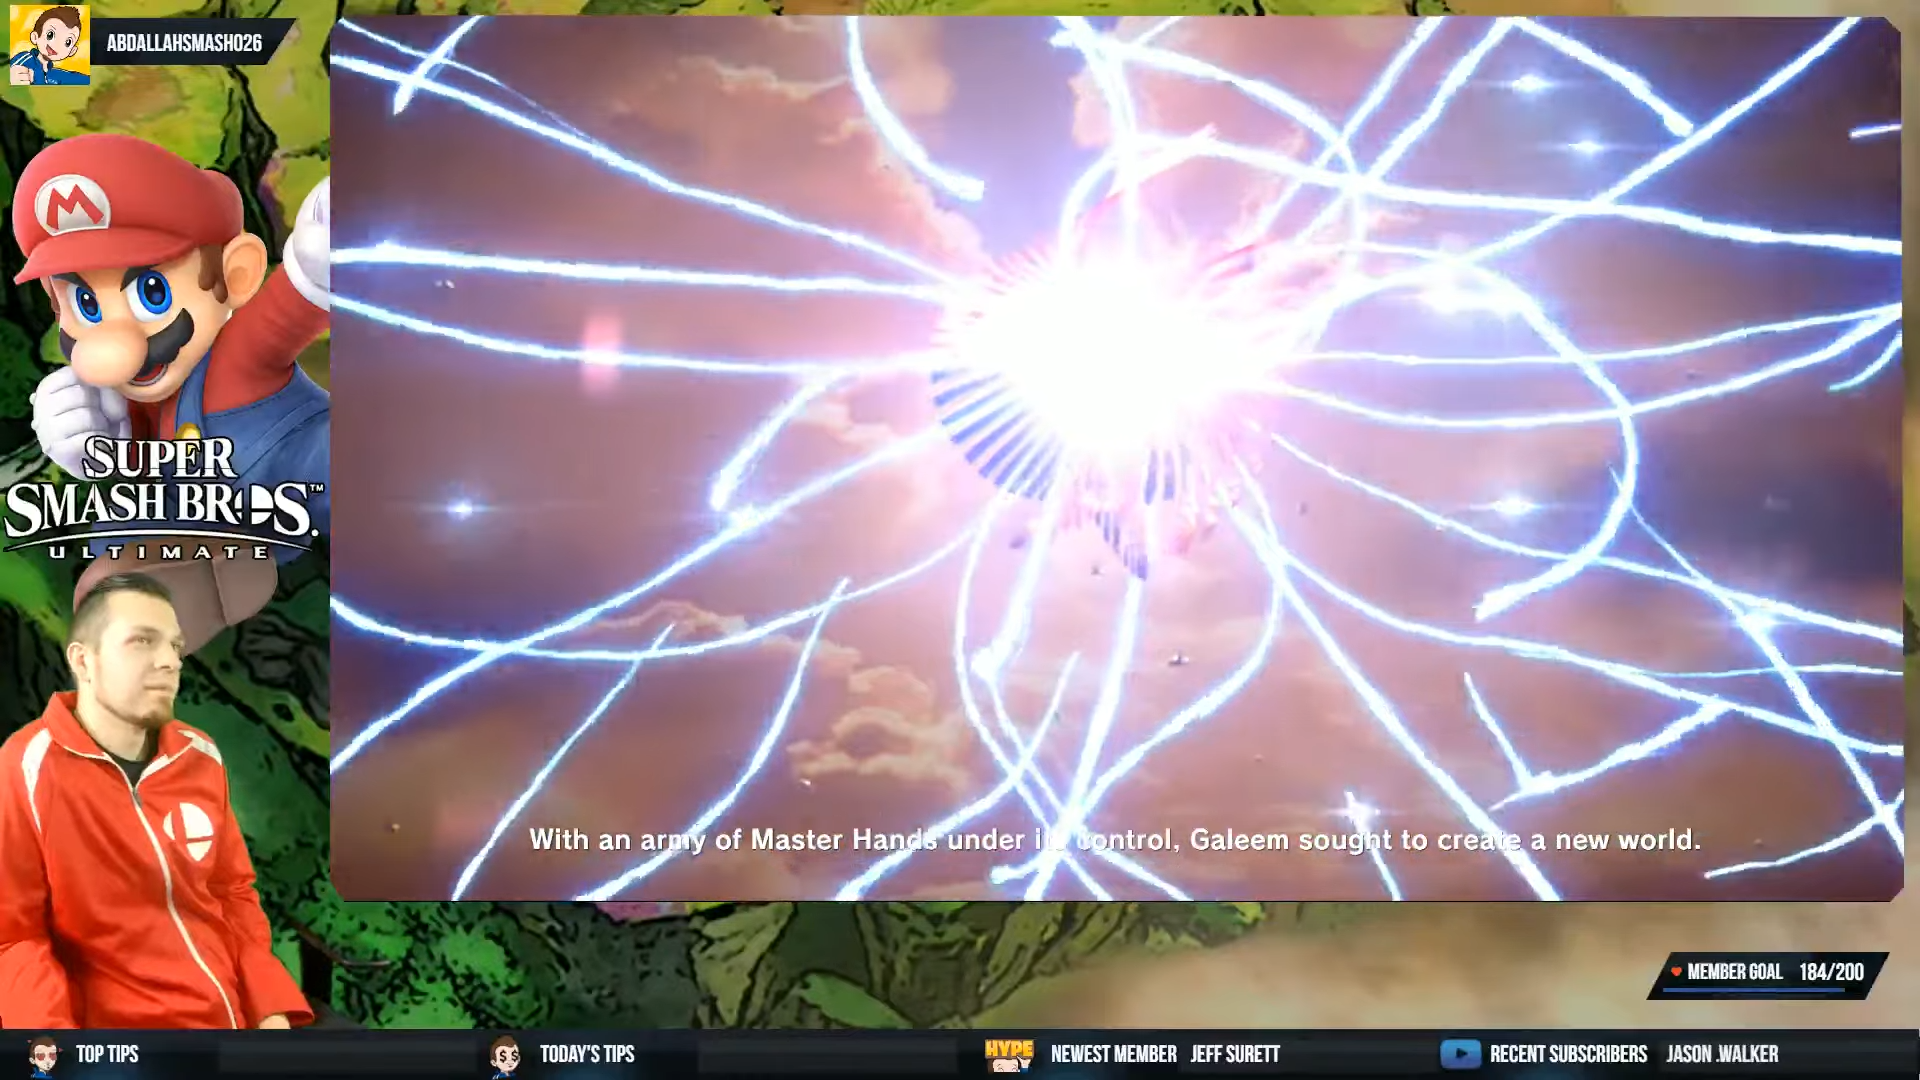 ABDALLAHSMASH026
M
SUPER
SMASH BROS.™
ULTIMATE
With an army of Master Hands under its control, Galeem sought to create a new world.
MEMBER GOAL 184/200
TOP TIPS
TODAY'S TIPS
HYPE
NEWEST MEMBER JEFF SURETT
RECENT SUBSCRIBERS JASON .WALKER